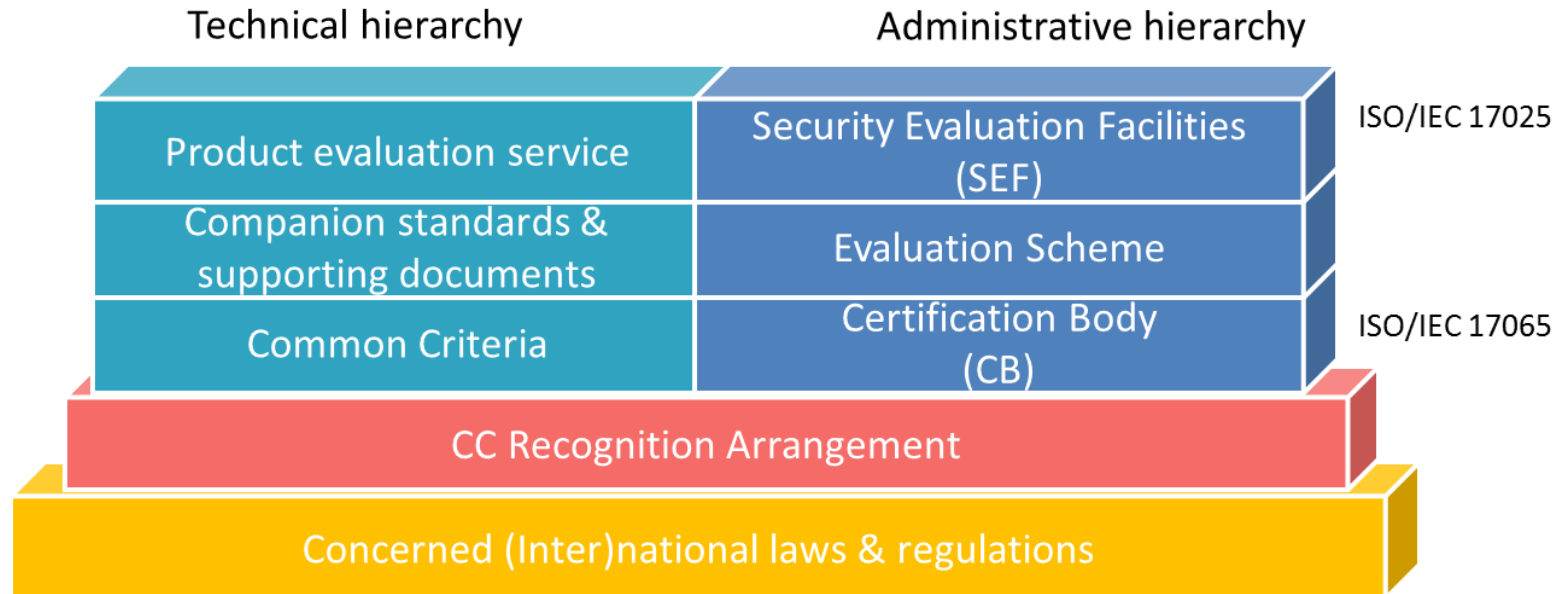 Technical hierarchy
Administrative hierarchy
Product evaluation service
Security Evaluation Facilities
(SEF)
ISO/IEC 17025
Companion standards &
supporting documents
Evaluation Scheme
Common Criteria
Certification Body
(CB)
ISO/IEC 17065
CC Recognition Arrangement
Concerned (Inter)national laws & regulations